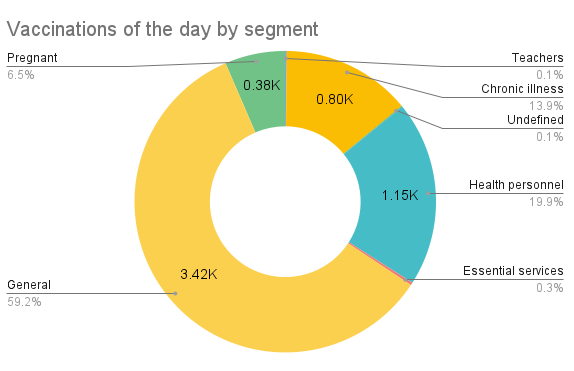 Vaccinations of the day by segment
Pregnant
6.5%
Teachers
0.1%
Chronic illness
13.9%
Undefined
0.1%
0.38K
0.80K
Health personnel
19.9%
1.15K
Essential services
0.3%
3.42K
General
59.2%